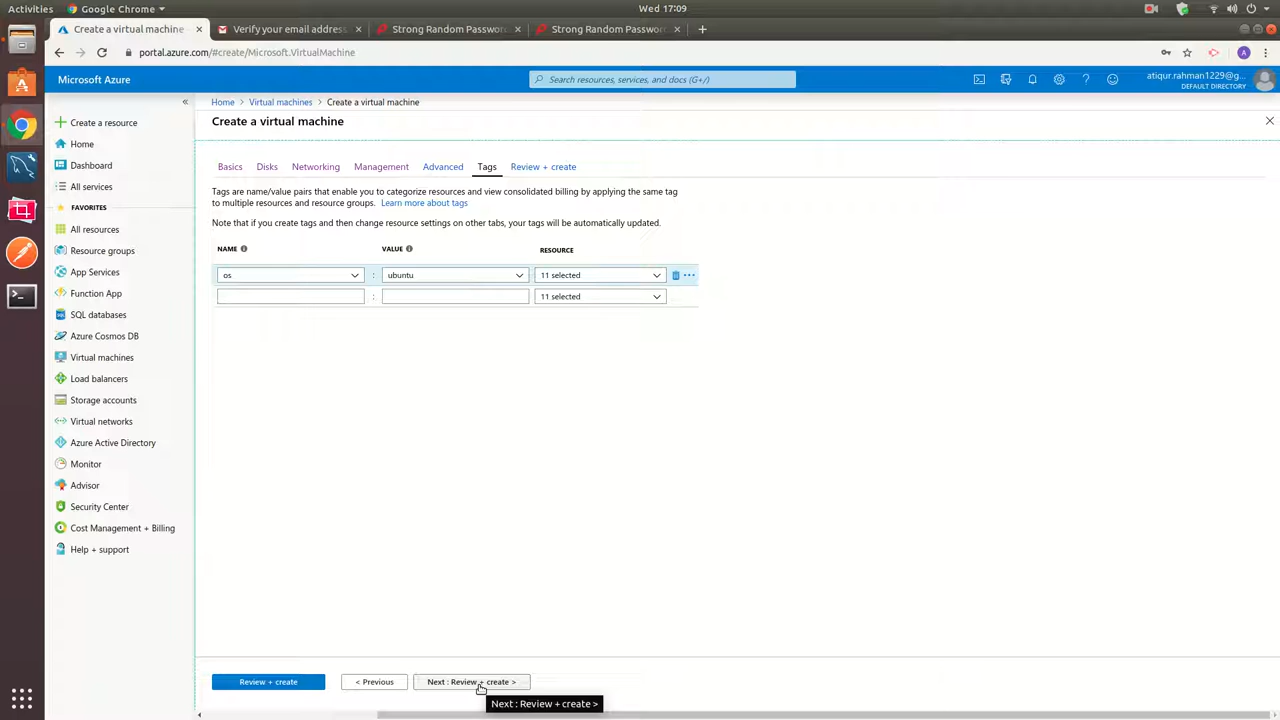 Activities
Google Chrome
Wed 17:09
Create a virtual machine
Verify your email address
Strong Random Passwor
Strong Random Passwor
portal.azure.com/#create/Microsoft.VirtualMachine
A
Microsoft Azure
Search resources, services, and docs (G+/)
atiqur.rahman1229@g...
DEFAULT DIRECTORY
Create a resource
Home
Dashboard
All services
FAVORITES
All resources
Resource groups
App Services
Function App
SQL databases
Azure Cosmos DB
Virtual machines
Load balancers
Storage accounts
Virtual networks
Azure Active Directory
Monitor
Advisor
Security Center
Cost Management + Billing
Help + support
Home > Virtual machines > Create a virtual machine
Create a virtual machine
Basics Disks Networking Management Advanced Tags Review + create
Tags are name/value pairs that enable you to categorize resources and view consolidated billing by applying the same tag
to multiple resources and resource groups. Learn more about tags
Note that if you create tags and then change resource settings on other tabs, your tags will be automatically updated.
NAME VALUE RESOURCE
os : ubuntu 11 selected
: 11 selected
Review + create
< Previous
Next : Review + create >
Next : Review + create >